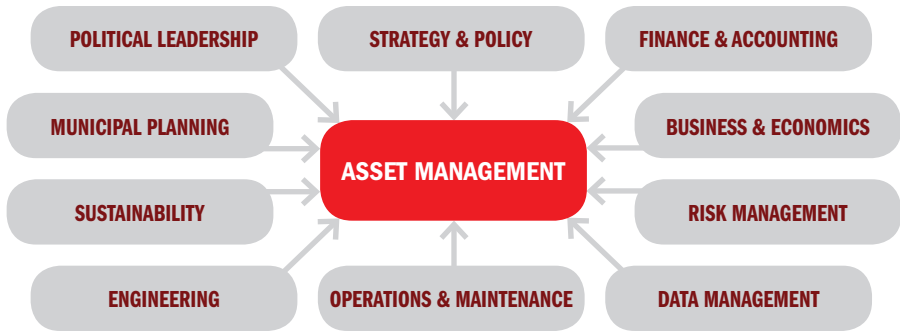 POLITICAL LEADERSHIP
STRATEGY & POLICY
FINANCE & ACCOUNTING
MUNICIPAL PLANNING
BUSINESS & ECONOMICS
ASSET MANAGEMENT
SUSTAINABILITY
RISK MANAGEMENT
ENGINEERING
OPERATIONS & MAINTENANCE
DATA MANAGEMENT